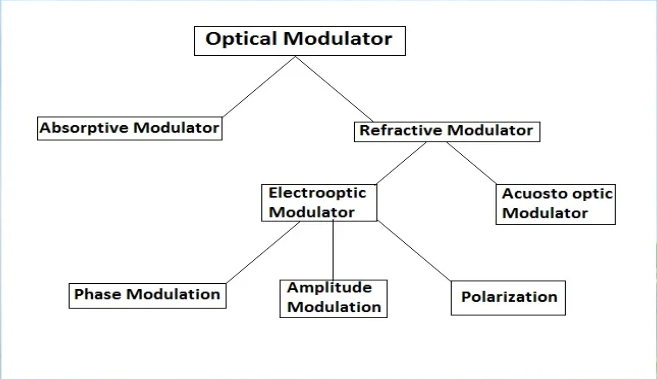 Optical Modulator
Absorptive Modulator
Refractive Modulator
Electrooptic
Modulator
Acuosto optic
Modulator
Phase Modulation
Amplitude
Modulation
Polarization